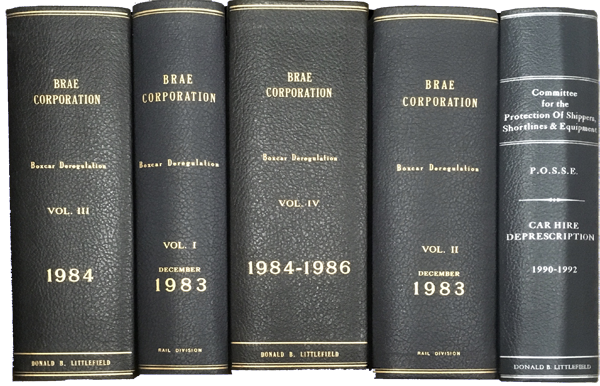 BRAE
CORPORATION
Boxcar Deregulation
VOL. III
1984
DONALD B. LITTLEFIELD
BRAE
CORPORATION
Boxcar Deregulation
VOL. I
DECEMBER
1983
RAIL DIVISION
BRAE
CORPORATION
Boxcar Deregulation
VOL. IV
1984-1986
DONALD B. LITTLEFIELD
BRAE
CORPORATION
Boxcar Deregulation
VOL. II
DECEMBER
1983
RAIL DIVISION
Committee
for the
Protection Of Shippers,
Shortlines & Equipment
P.O.S.S.E.
CAR HIRE
DEPRESCRIPTION
1990-1992
DONALD B. LITTLEFIELD